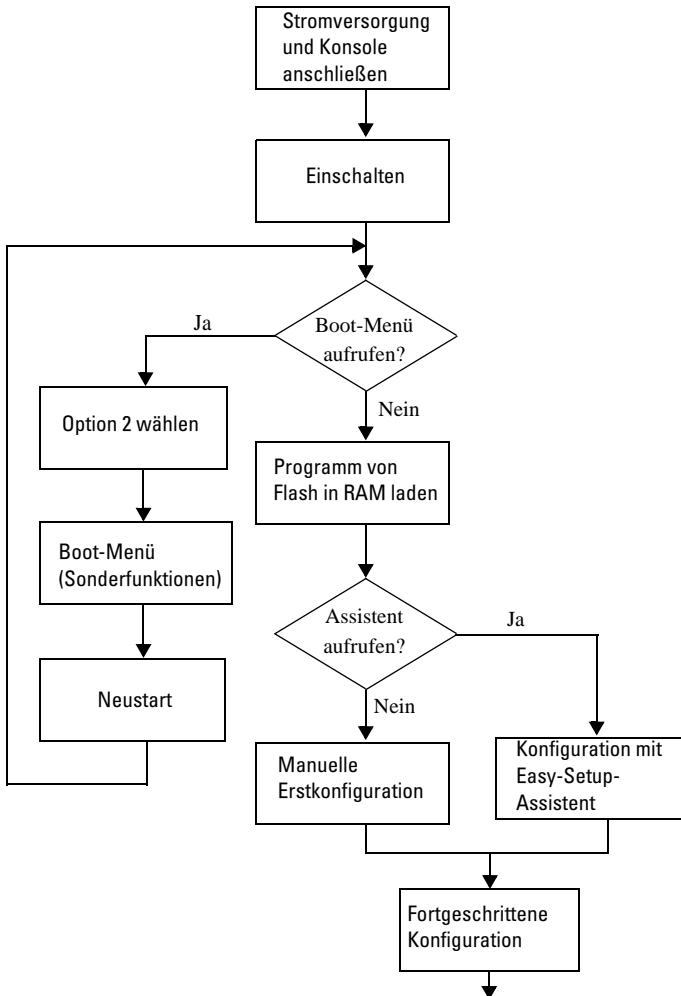 Stromversorgung
und Konsole
anschließen
Einschalten
Boot-Menü
aufrufen?
Ja
Nein
Option 2 wählen
Programm von
Flash in RAM laden
Boot-Menü
(Sonderfunktionen)
Assistent
aufrufen?
Ja
Neustart
Nein
Manuelle
Erstkonfiguration
Konfiguration mit
Easy-Setup-
Assistent
Fortgeschrittene
Konfiguration